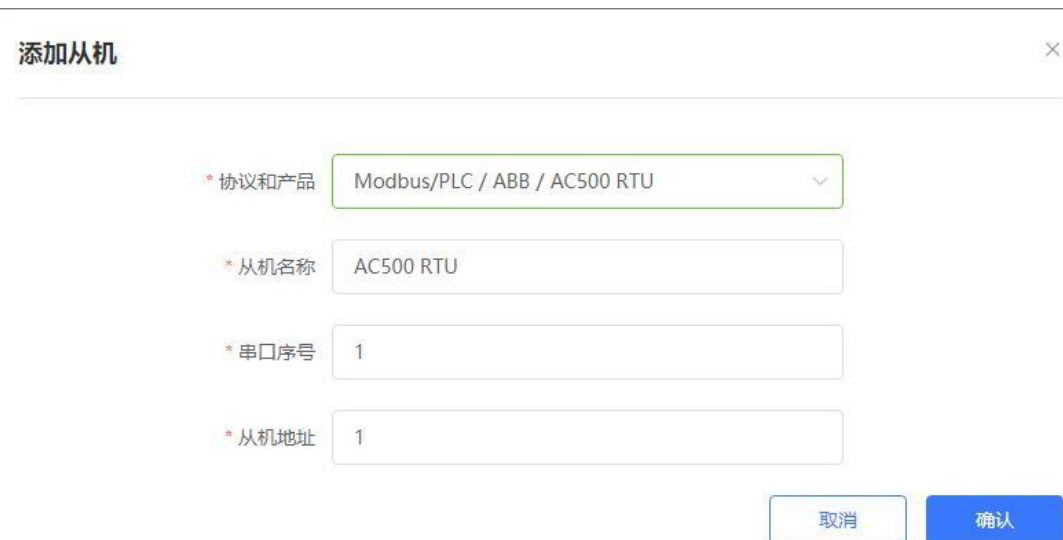 添加从机
* 协议和产品 Modbus/PLC / ABB / AC500 RTU
* 从机名称 AC500 RTU
* 串口序号 1
* 从机地址 1
取消 确认